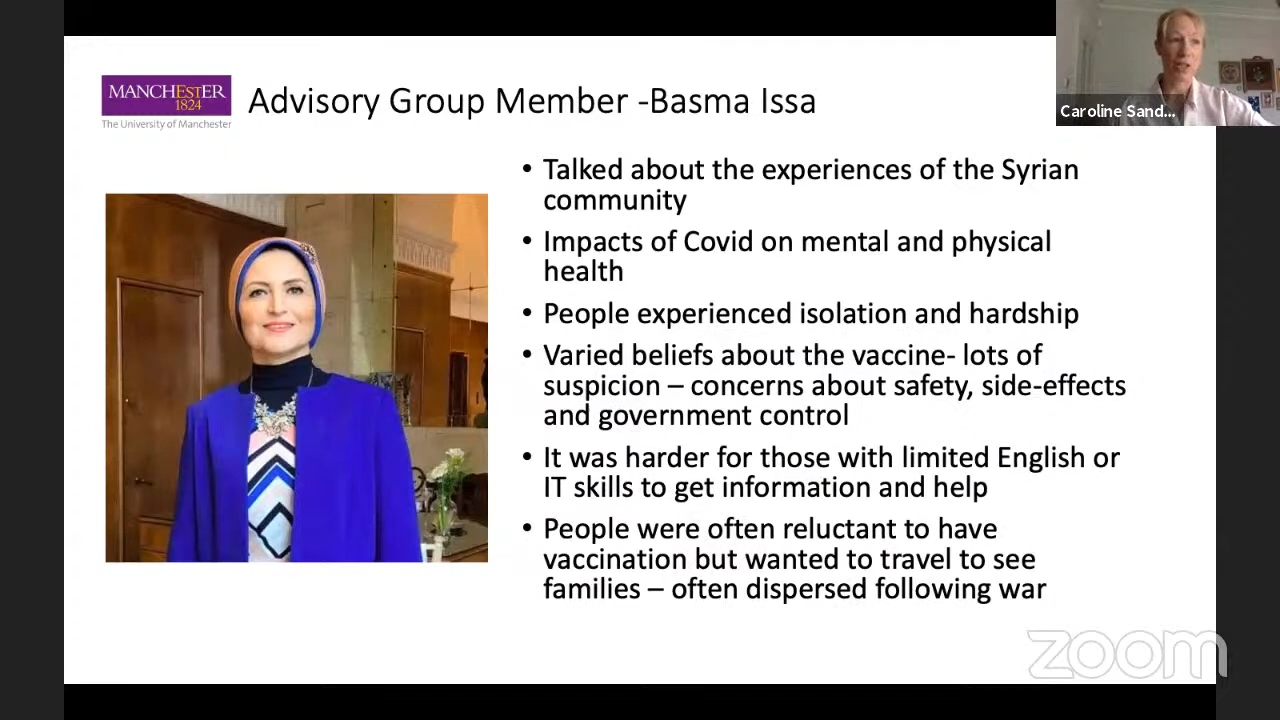 MANCHESTER
1824
The University of Manchester
Advisory Group Member -Basma Issa
Caroline Sand...
• Talked about the experiences of the Syrian
community
• Impacts of Covid on mental and physical
health
• People experienced isolation and hardship
• Varied beliefs about the vaccine- lots of
suspicion – concerns about safety, side-effects
and government control
• It was harder for those with limited English or
IT skills to get information and help
• People were often reluctant to have
vaccination but wanted to travel to see
families – often dispersed following war
zoom